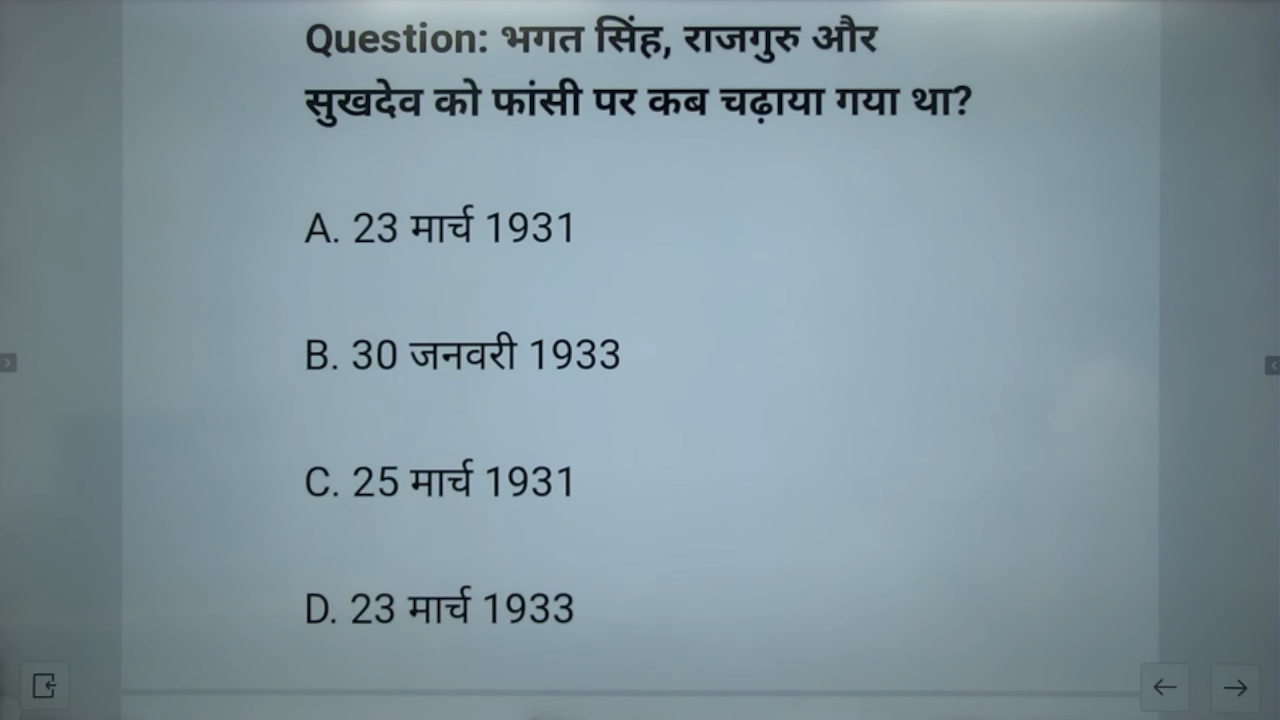 Question: भगत सिंह, राजगुरु और
सुखदेव को फांसी पर कब चढ़ाया गया था?
A. 23 मार्च 1931
B. 30 जनवरी 1933
C. 25 मार्च 1931
D. 23 मार्च 1933